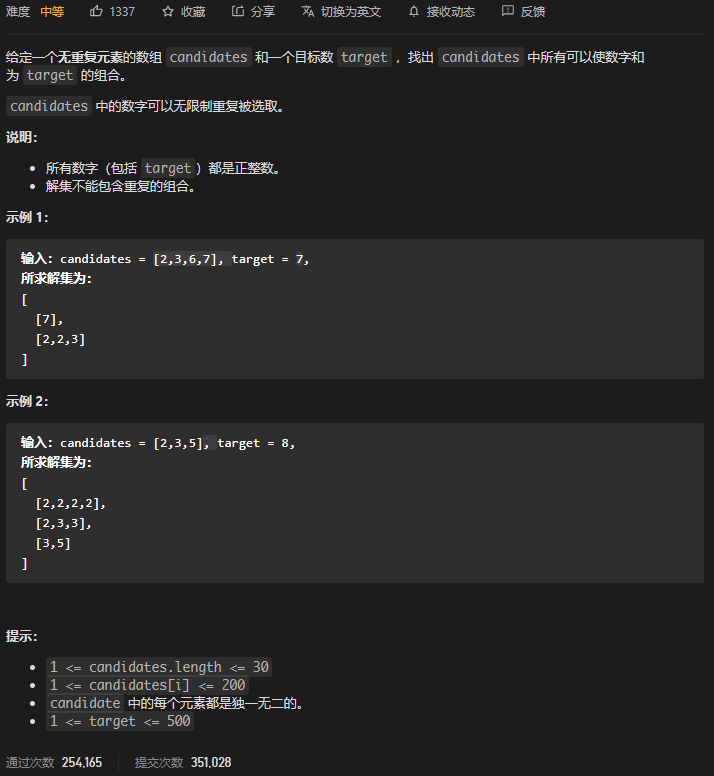 难度 中等 1337 收藏 分享 切换为英文 接收动态 反馈
给定一个无重复元素的数组 candidates 和一个目标数 target ，找出 candidates 中所有可以使数字和
为 target 的组合。
candidates 中的数字可以无限制重复被选取。
说明：
所有数字（包括 target）都是正整数。
解集不能包含重复的组合。
示例 1：
输入：candidates = [2,3,6,7], target = 7,
所求解集为：
[
[7],
[2,2,3]
]
示例 2：
输入：candidates = [2,3,5], target = 8,
所求解集为：
[
[2,2,2,2],
[2,3,3],
[3,5]
]
提示：
1 <= candidates.length <= 30
1 <= candidates[i] <= 200
candidate 中的每个元素都是独一无二的。
1 <= target <= 500
通过次数 254,165 提交次数 351,028